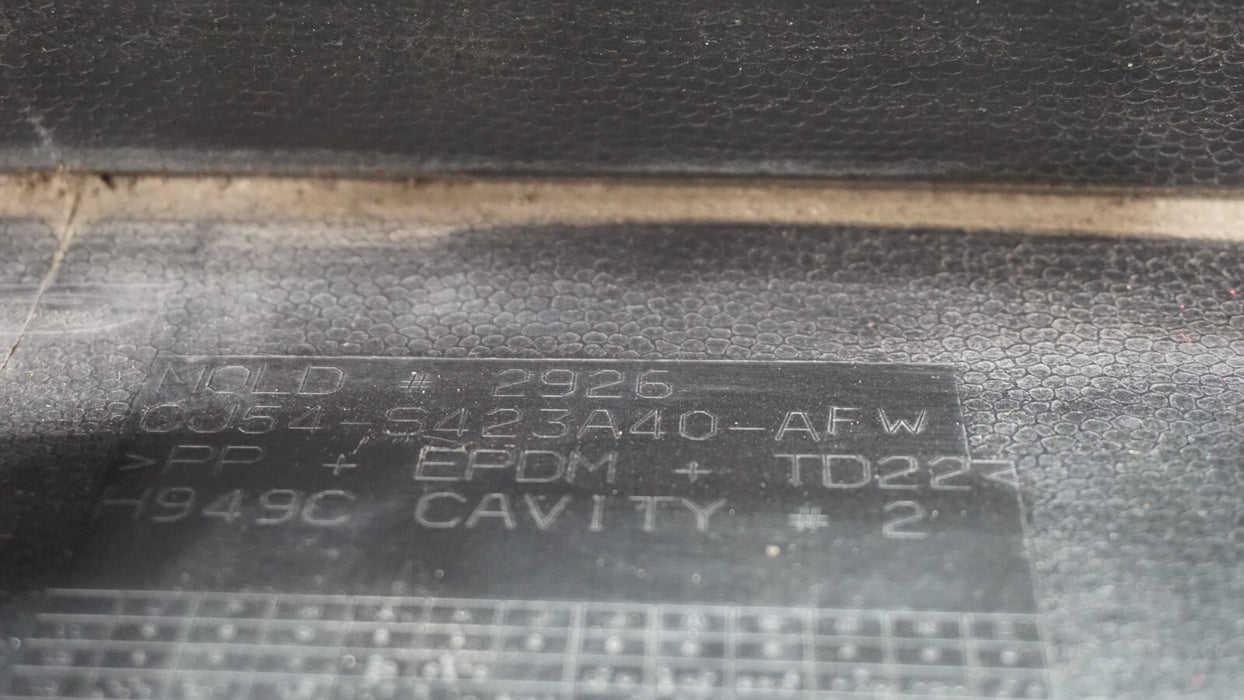 MOLD # 2926
CJ54-S423A40-AFW
>PP + EPDM + TD22<
H949C CAVITY # 2